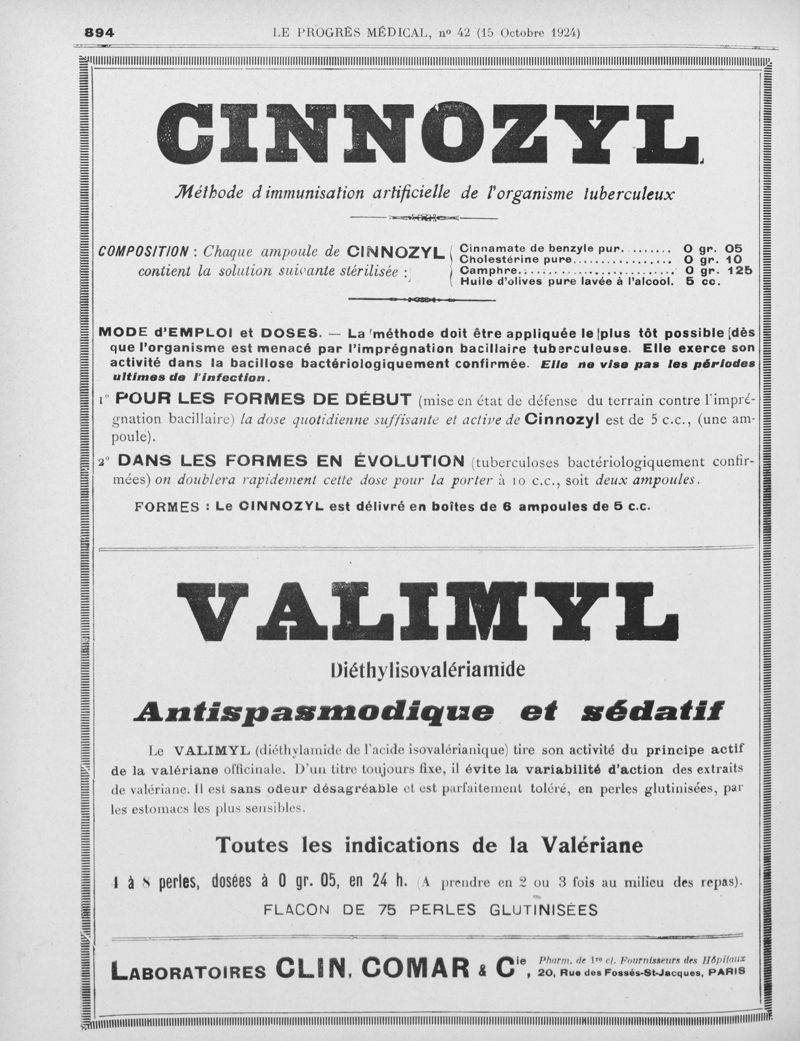 894
LE PROGRÈS MÉDICAL, nº 42 (15 Octobre 1924)
CINNOZYL
Méthode d immunisation artificielle de l'organisme tuberculeux
COMPOSITION : Chaque ampoule de CINNOZYL
contient la solution suivante stérilisée :
Cinnamate de benzyle pur. ........ 0 gr. 05
Cholestérine pure................ 0 gr. 10
Camphre.......................... 0 gr. 125
Huile d'olives pure lavée à l'alcool. 5 cc.
MODE d'EMPLOI et DOSES. — La méthode doit être appliquée le plus tôt possible dès
que l'organisme est menacé par l'imprégnation bacillaire tuberculeuse. Elle exerce son
activité dans la bacillose bactériologiquement confirmée. Elle ne vise pas les périodes
ultimes de l'infection.
1º POUR LES FORMES DE DÉBUT (mise en état de défense du terrain contre l'impré-
gnation bacillaire) la dose quotidienne suffisante et active de Cinnozyl est de 5 c.c., (une am-
poule).
2º DANS LES FORMES EN ÉVOLUTION (tuberculoses bactériologiquement confir-
mées) on doublera rapidement cette dose pour la porter à 10 c.c., soit deux ampoules.
FORMES : Le CINNOZYL est délivré en boîtes de 6 ampoules de 5 c.c.
VALIMYL
Diéthylisovalériamide
Antispasmodique et sédatif
Le VALIMYL (diéthylamide de l'acide isovalérianique) tire son activité du principe actif
de la valériane officinale. D'un titre toujours fixe, il évite la variabilité d'action des extraits
de valériane. Il est sans odeur désagréable et est parfaitement toléré, en perles glutinisées, par
les estomacs les plus sensibles.
Toutes les indications de la Valériane
1 à 8 perles, dosées à 0 gr. 05, en 24 h. (A prendre en 2 ou 3 fois au milieu des repas).
FLACON DE 75 PERLES GLUTINISÉES
LABORATOIRES CLIN, COMAR & Cie,
Pharm. de 1re cl. Fournisseurs des Hôpitaux
20, Rue des Fossés-St-Jacques, PARIS